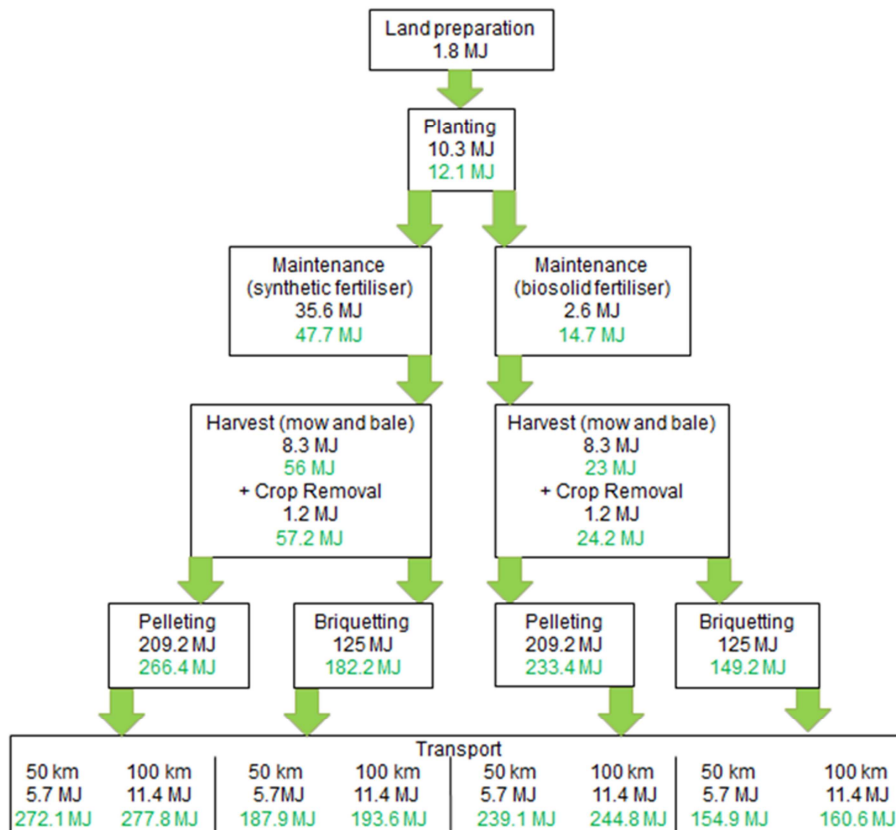 Land preparation
1.8 MJ
Planting
10.3 MJ
12.1 MJ
Maintenance
(synthetic fertiliser)
35.6 MJ
47.7 MJ
Maintenance
(biosolid fertiliser)
2.6 MJ
14.7 MJ
Harvest (mow and bale)
8.3 MJ
56 MJ
+ Crop Removal
1.2 MJ
57.2 MJ
Harvest (mow and bale)
8.3 MJ
23 MJ
+ Crop Removal
1.2 MJ
24.2 MJ
Pelleting
209.2 MJ
266.4 MJ
Briquetting
125 MJ
182.2 MJ
Pelleting
209.2 MJ
233.4 MJ
Briquetting
125 MJ
149.2 MJ
Transport
50 km
5.7 MJ
272.1 MJ
100 km
11.4 MJ
277.8 MJ
50 km
5.7MJ
187.9 MJ
100 km
11.4 MJ
193.6 MJ
50 km
5.7 MJ
239.1 MJ
100 km
11.4 MJ
244.8 MJ
50 km
5.7 MJ
154.9 MJ
100 km
11.4 MJ
160.6 MJ